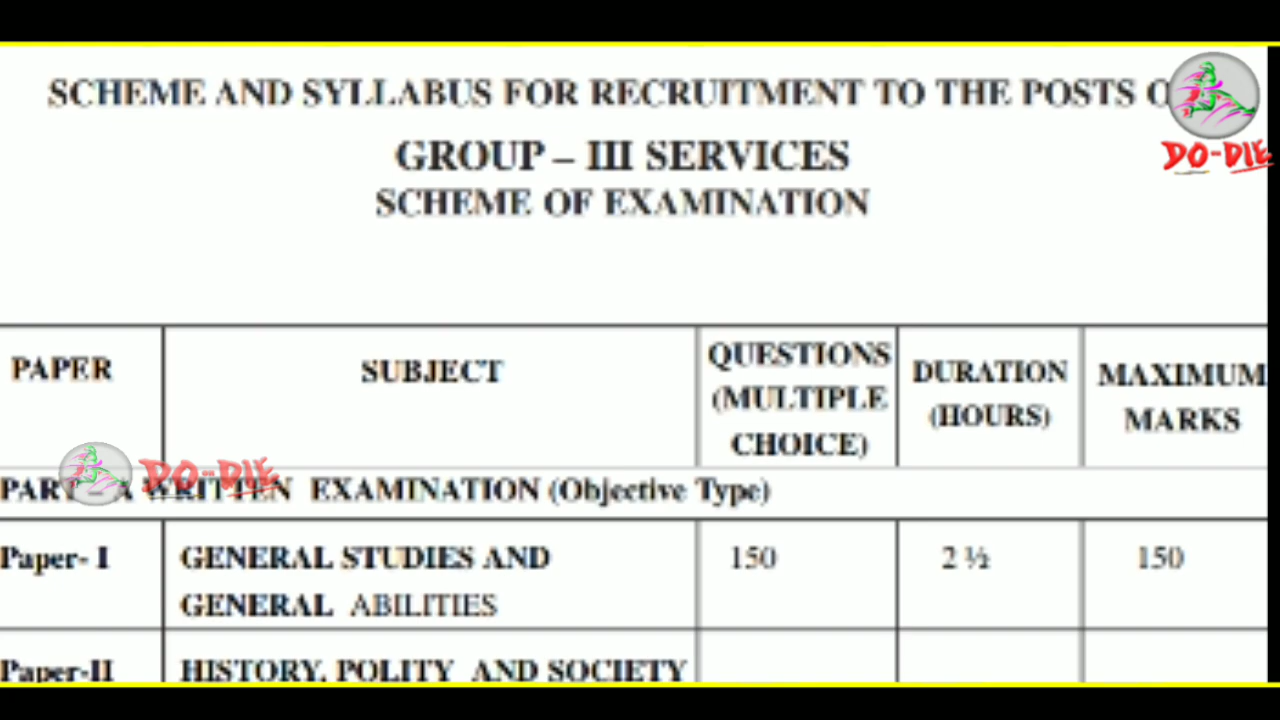 SCHEME AND SYLLABUS FOR RECRUITMENT TO THE POSTS
DO-DIE
GROUP – III SERVICES
SCHEME OF EXAMINATION
PAPER SUBJECT QUESTIONS (MULTIPLE CHOICE) DURATION (HOURS) MAXIMUM MARKS
DO-DIE
PART – A WRITTEN EXAMINATION (Objective Type)
Paper- I GENERAL STUDIES AND GENERAL ABILITIES 150 2 ½ 150
Paper-II HISTORY, POLITY AND SOCIETY